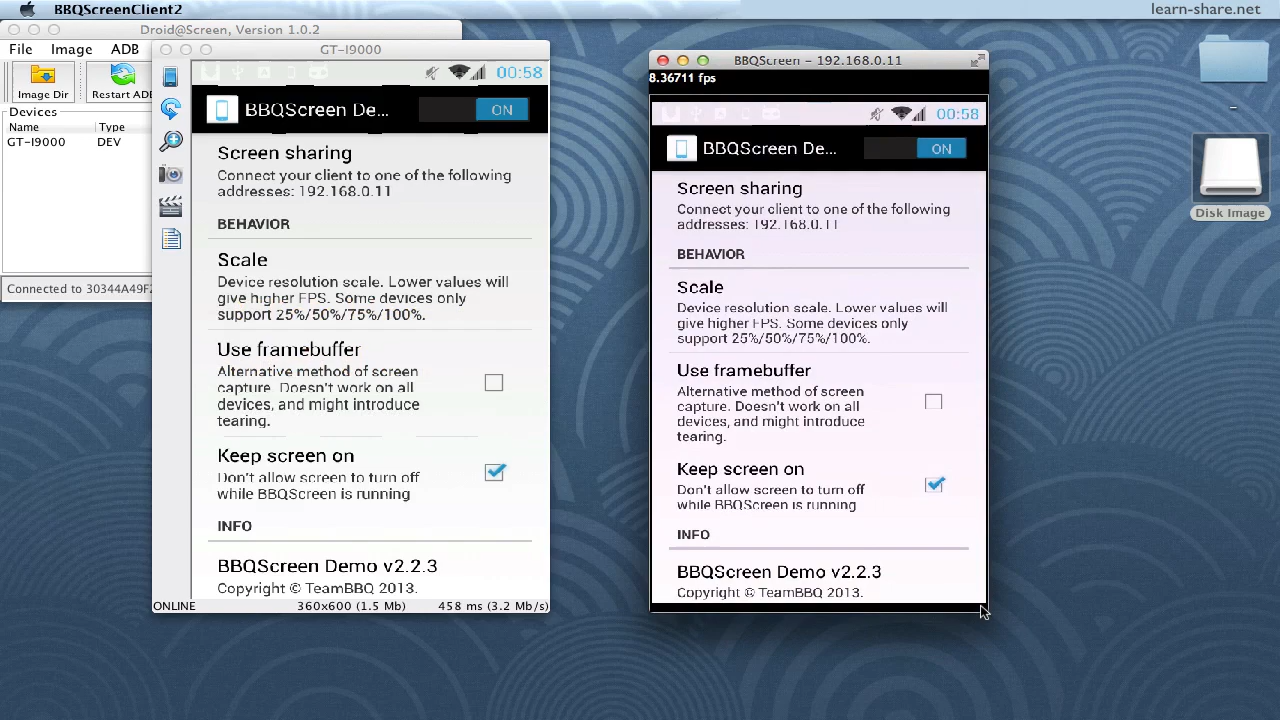 BBQScreenClient2
learn-share.net
Droid@Screen, Version 1.0.2
File Image ADB
Image Dir
Restart ADB
Devices
Name Type
GT-I9000 DEV
Connected to 30344A49F2
GT-I9000
00:58
BBQScreen De...
ON
Screen sharing
Connect your client to one of the following
addresses: 192.168.0.11
BEHAVIOR
Scale
Device resolution scale. Lower values will
give higher FPS. Some devices only
support 25%/50%/75%/100%.
Use framebuffer
Alternative method of screen
capture. Doesn't work on all
devices, and might introduce
tearing.
Keep screen on
Don't allow screen to turn off
while BBQScreen is running
INFO
BBQScreen Demo v2.2.3
Copyright © TeamBBQ 2013.
ONLINE 360x600 (1.5 Mb) 458 ms (3.2 Mb/s)
BBQScreen – 192.168.0.11
8.36711 fps
00:58
BBQScreen De...
ON
Screen sharing
Connect your client to one of the following
addresses: 192.168.0.11
BEHAVIOR
Scale
Device resolution scale. Lower values will
give higher FPS. Some devices only
support 25%/50%/75%/100%.
Use framebuffer
Alternative method of screen
capture. Doesn't work on all
devices, and might introduce
tearing.
Keep screen on
Don't allow screen to turn off
while BBQScreen is running
INFO
BBQScreen Demo v2.2.3
Copyright © TeamBBQ 2013.
Disk Image